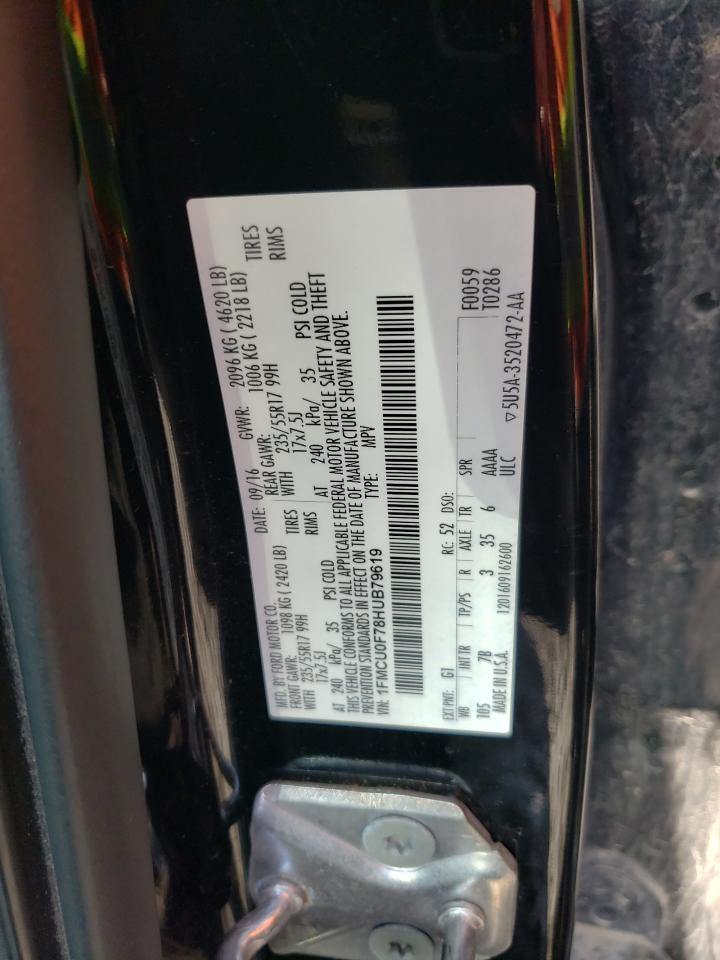 MFD. BY FORD MOTOR CO.
DATE: 09/16 GVWR: 2096 KG ( 4620 LB)
FRONT GAWR: 1098 KG ( 2420 LB)
REAR GAWR: 1006 KG ( 2218 LB)
WITH 235/55R17 99H TIRES
WITH 235/55R17 99H TIRES
17x7.5J RIMS
17x7.5J RIMS
AT 240 kPa/ 35 PSI COLD
AT 240 kPa/ 35 PSI COLD
THIS VEHICLE CONFORMS TO ALL APPLICABLE FEDERAL MOTOR VEHICLE SAFETY AND THEFT
PREVENTION STANDARDS IN EFFECT ON THE DATE OF MANUFACTURE SHOWN ABOVE.
VIN: 1FMCU0F78HUB79619
TYPE: MPV
EXT PNT: G1 RC: 52 DSO:
WB INT TR TP/PS R AXLE TR SPR
F0059
105 7B 3 35 6 AAAA
T0286
MADE IN U.S.A. 1201609162600 ULC
▽5U5A-3520472-AA